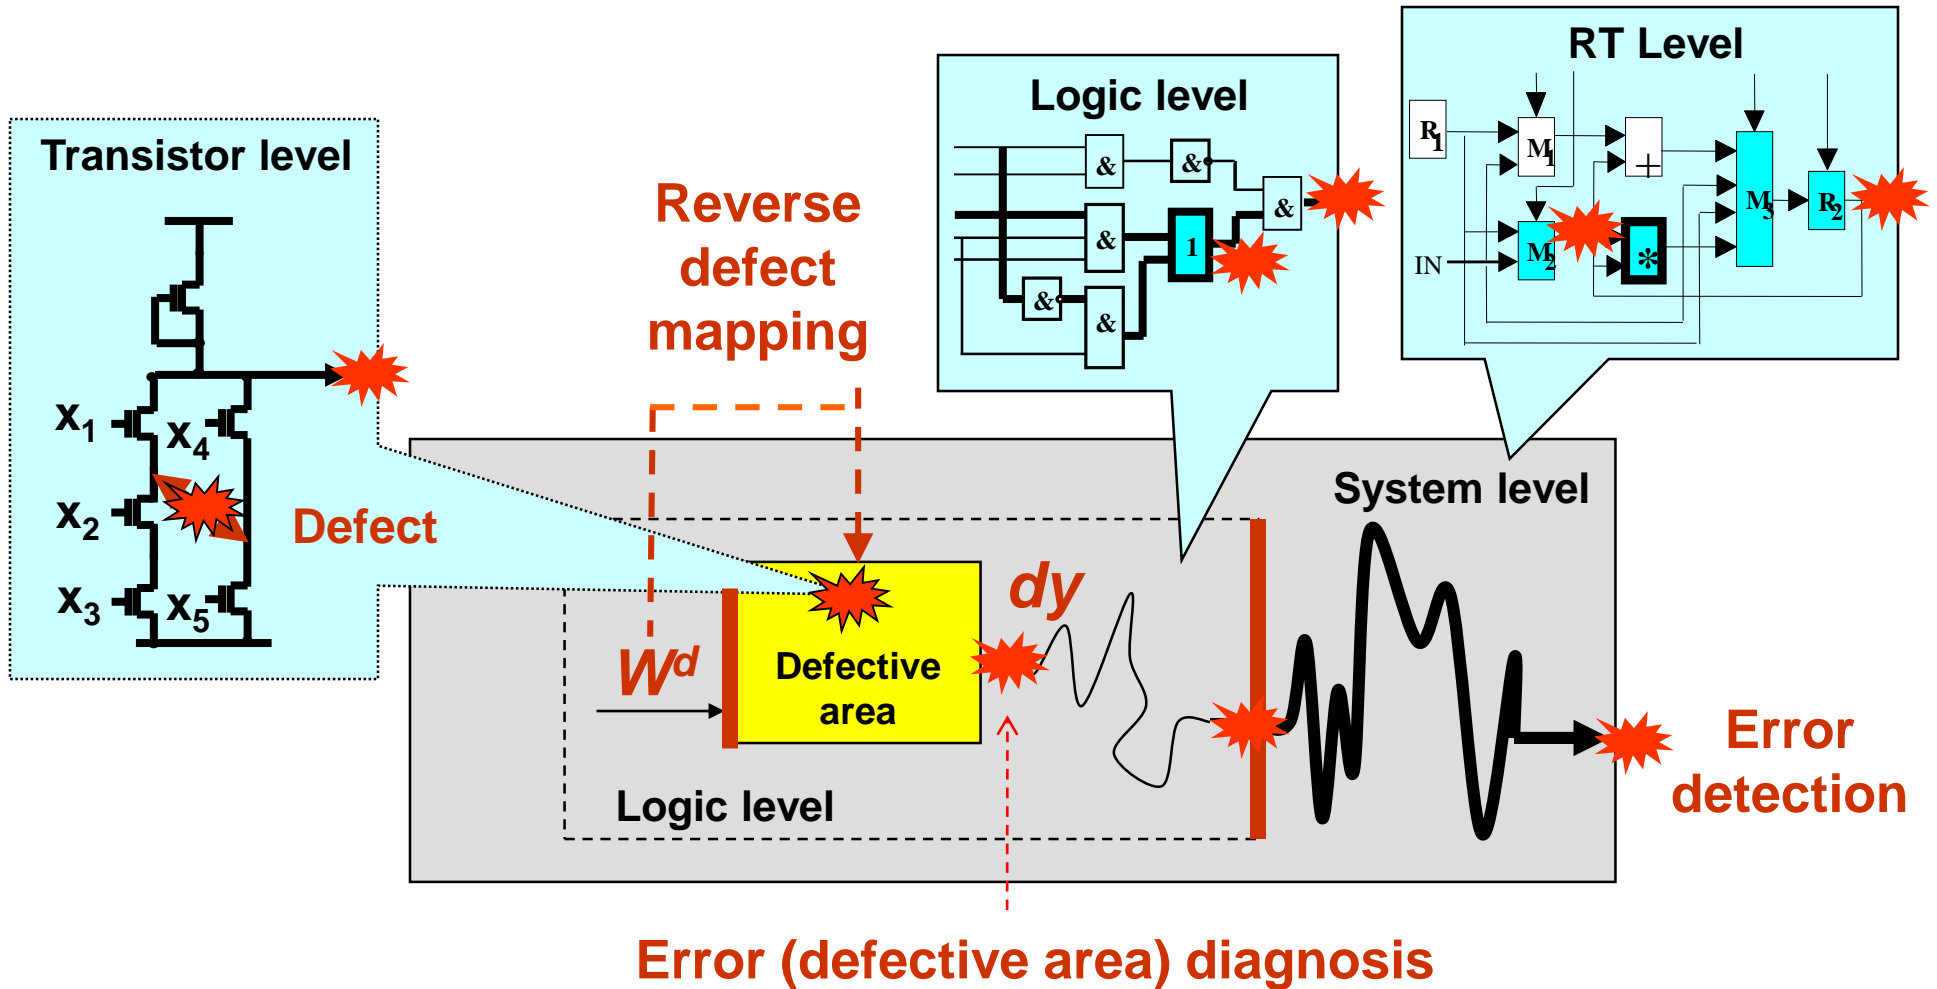 RT Level
Logic level
R1
M1
+
M3
R2
IN
M2
*
&
&
&
&
1
&
&
Transistor level
x1
x4
x2
x3
x5
Defect
Reverse
defect
mapping
System level
dy
Wd
Defective
area
Logic level
Error
detection
Error (defective area) diagnosis